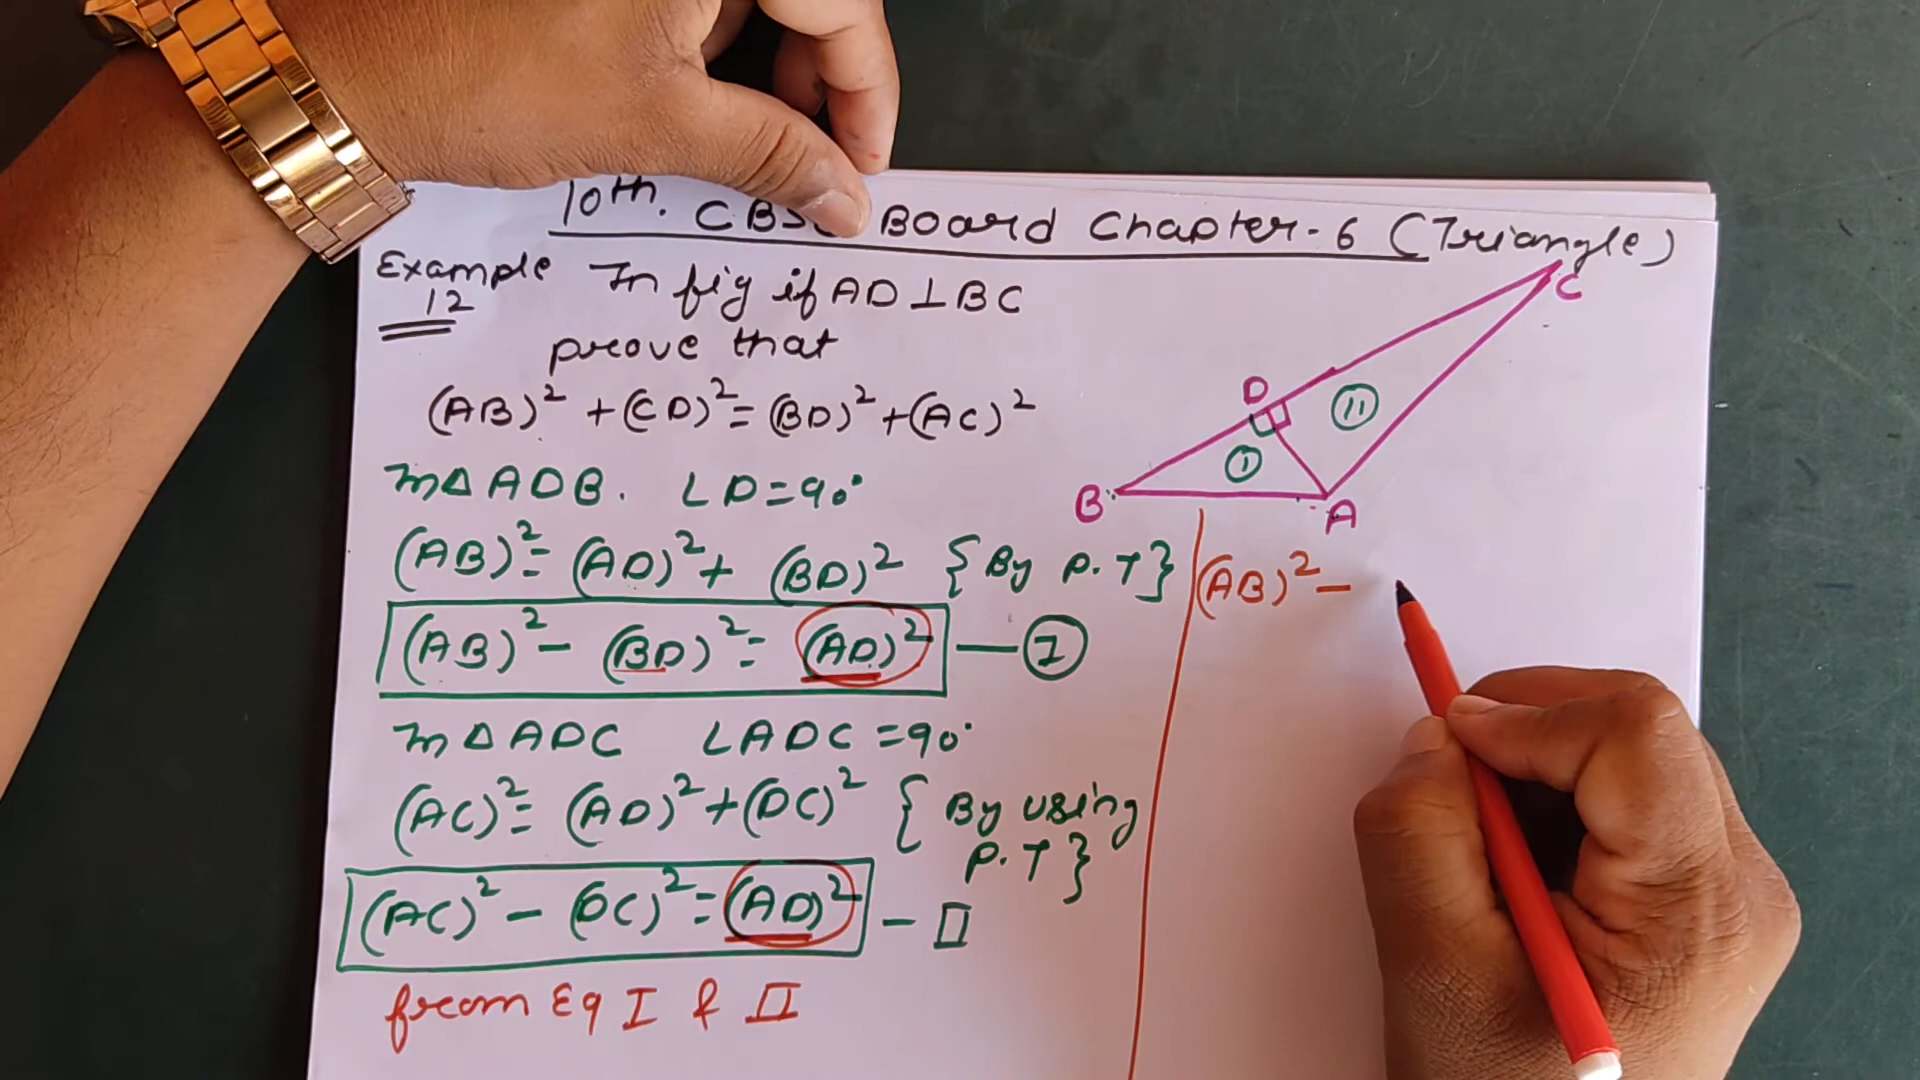 10th. CBS Board Chapter-6 (Triangle)
Example 12
In fig if AD⊥BC
prove that
(AB)² + (CD)² = (BD)² + (AC)²
In △ ADB. ∠D = 90°
(AB)² = (AD)² + (BD)² {By P.T}
(AB)² - (BD)² = (AD)² — I
In △ ADC ∠ADC = 90°
(AC)² = (AD)² + (DC)² {By using P.T}
(AC)² - (DC)² = (AD)² - II
from Eq I & II
C
D
II
I
B
A
(AB)² -